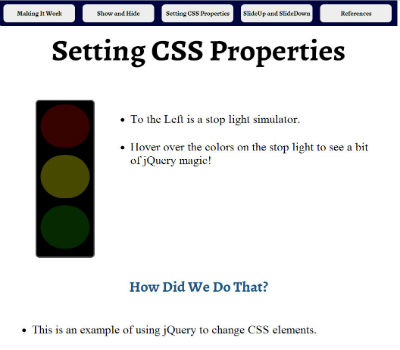 Making It Work
Show and Hide
Setting CSS Properties
SlideUp and SlideDown
References
Setting CSS Properties
To the Left is a stop light simulator.
Hover over the colors on the stop light to see a bit
of jQuery magic!
How Did We Do That?
This is an example of using jQuery to change CSS elements.